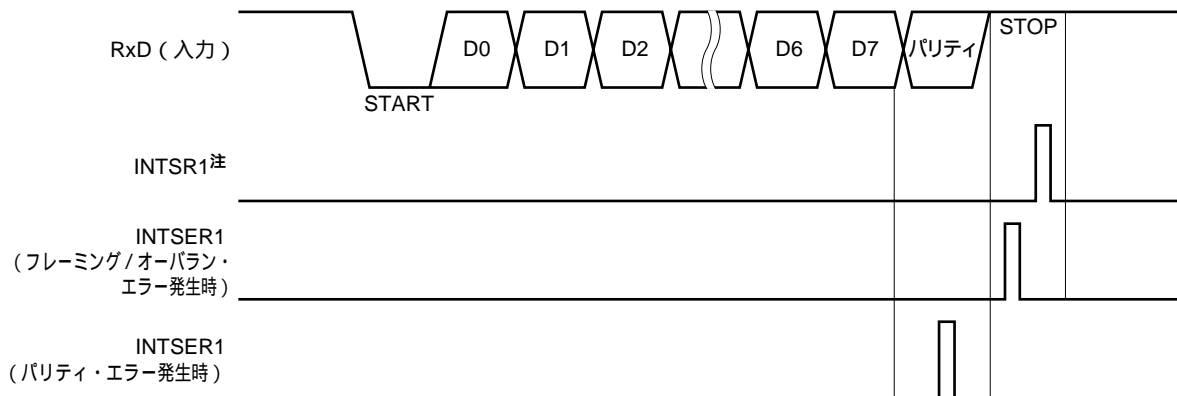 RxD（入力）
START
D0
D1
D2
D6
D7
パリティ
STOP
INTSR1注
INTSER1
（フレーミング / オーバラン・
エラー発生時）
INTSER1
（パリティ・エラー発生時）